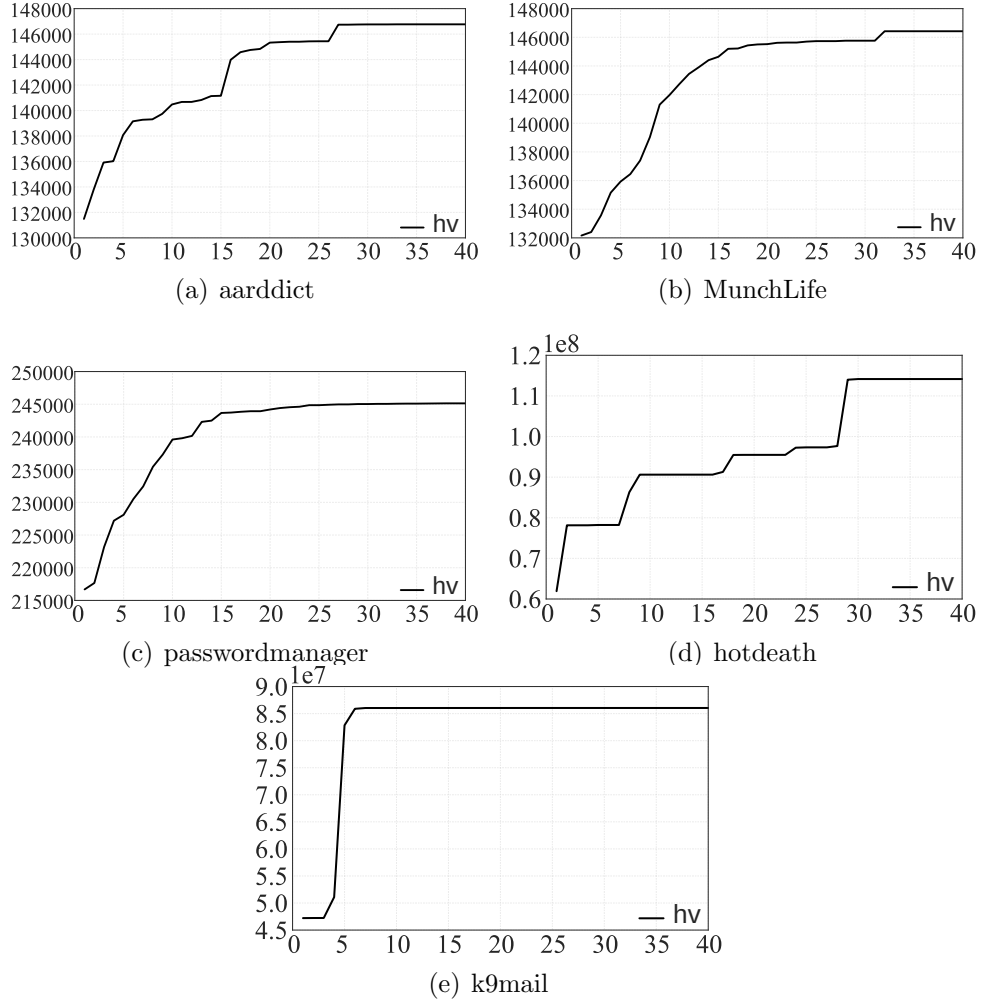 148000
146000
144000
142000
140000
138000
136000
134000
132000
130000
hv
0 5 10 15 20 25 30 35 40
(a) aarddict
148000
146000
144000
142000
140000
138000
136000
134000
132000
hv
0 5 10 15 20 25 30 35 40
(b) MunchLife
250000
245000
240000
235000
230000
225000
220000
215000
hv
0 5 10 15 20 25 30 35 40
(c) passwordmanager
1e8
1.2
1.1
1.0
0.9
0.8
0.7
0.6
hv
0 5 10 15 20 25 30 35 40
(d) hotdeath
1e7
9.0
8.5
8.0
7.5
7.0
6.5
6.0
5.5
5.0
4.5
hv
0 5 10 15 20 25 30 35 40
(e) k9mail